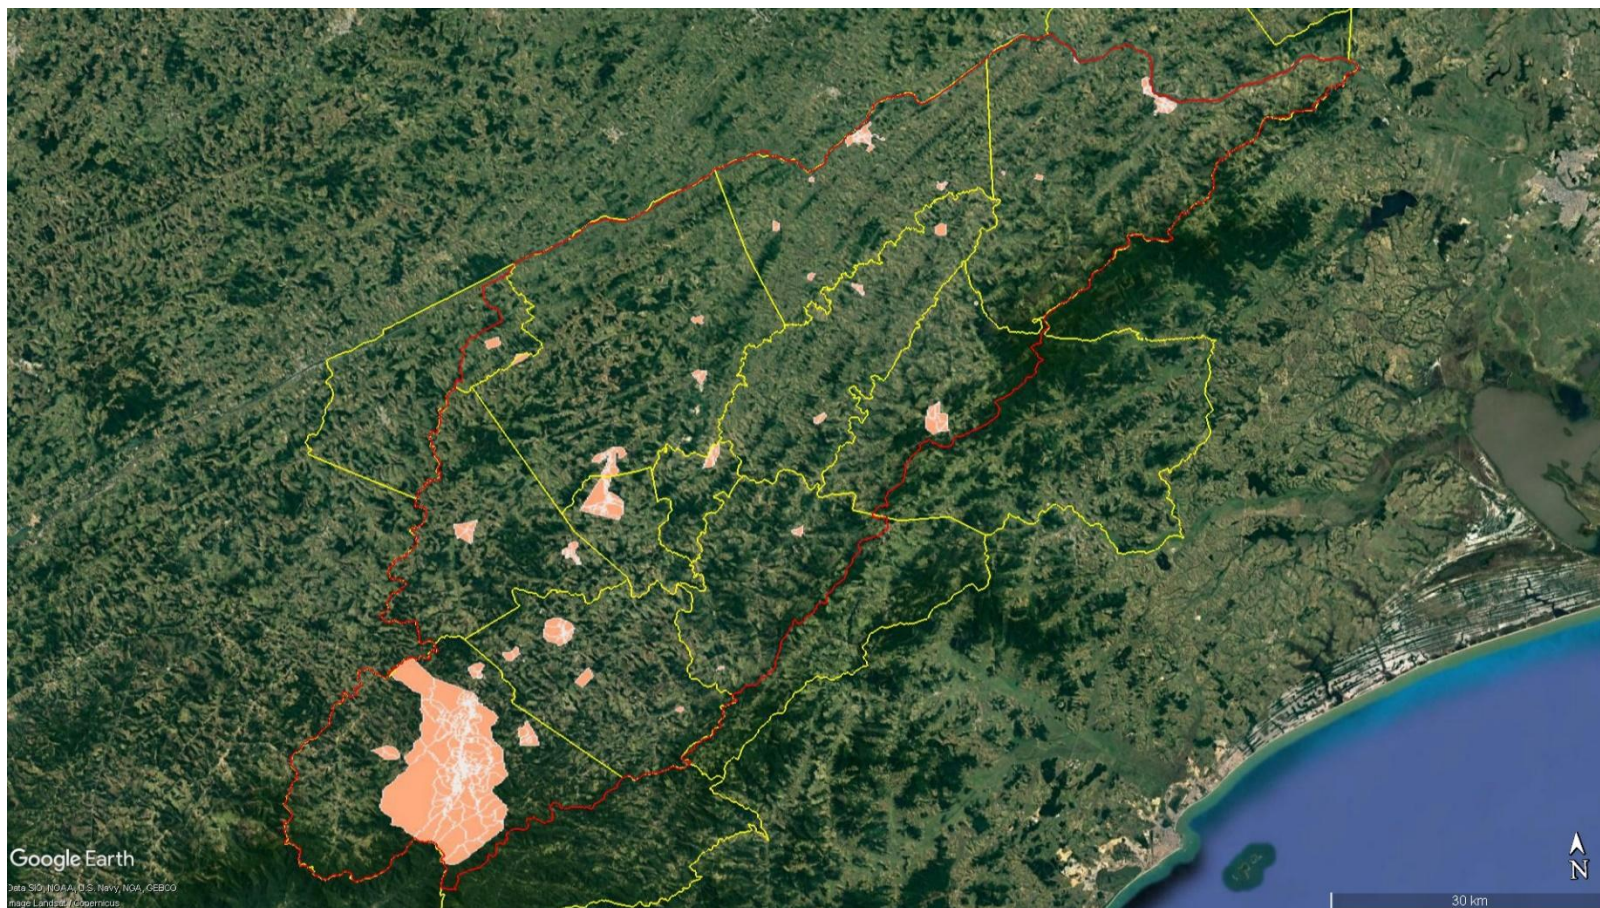 Google Earth
Data SIO, NOAA, U.S. Navy, NGA, GEBCO
Image Landsat / Copernicus
N
30 km